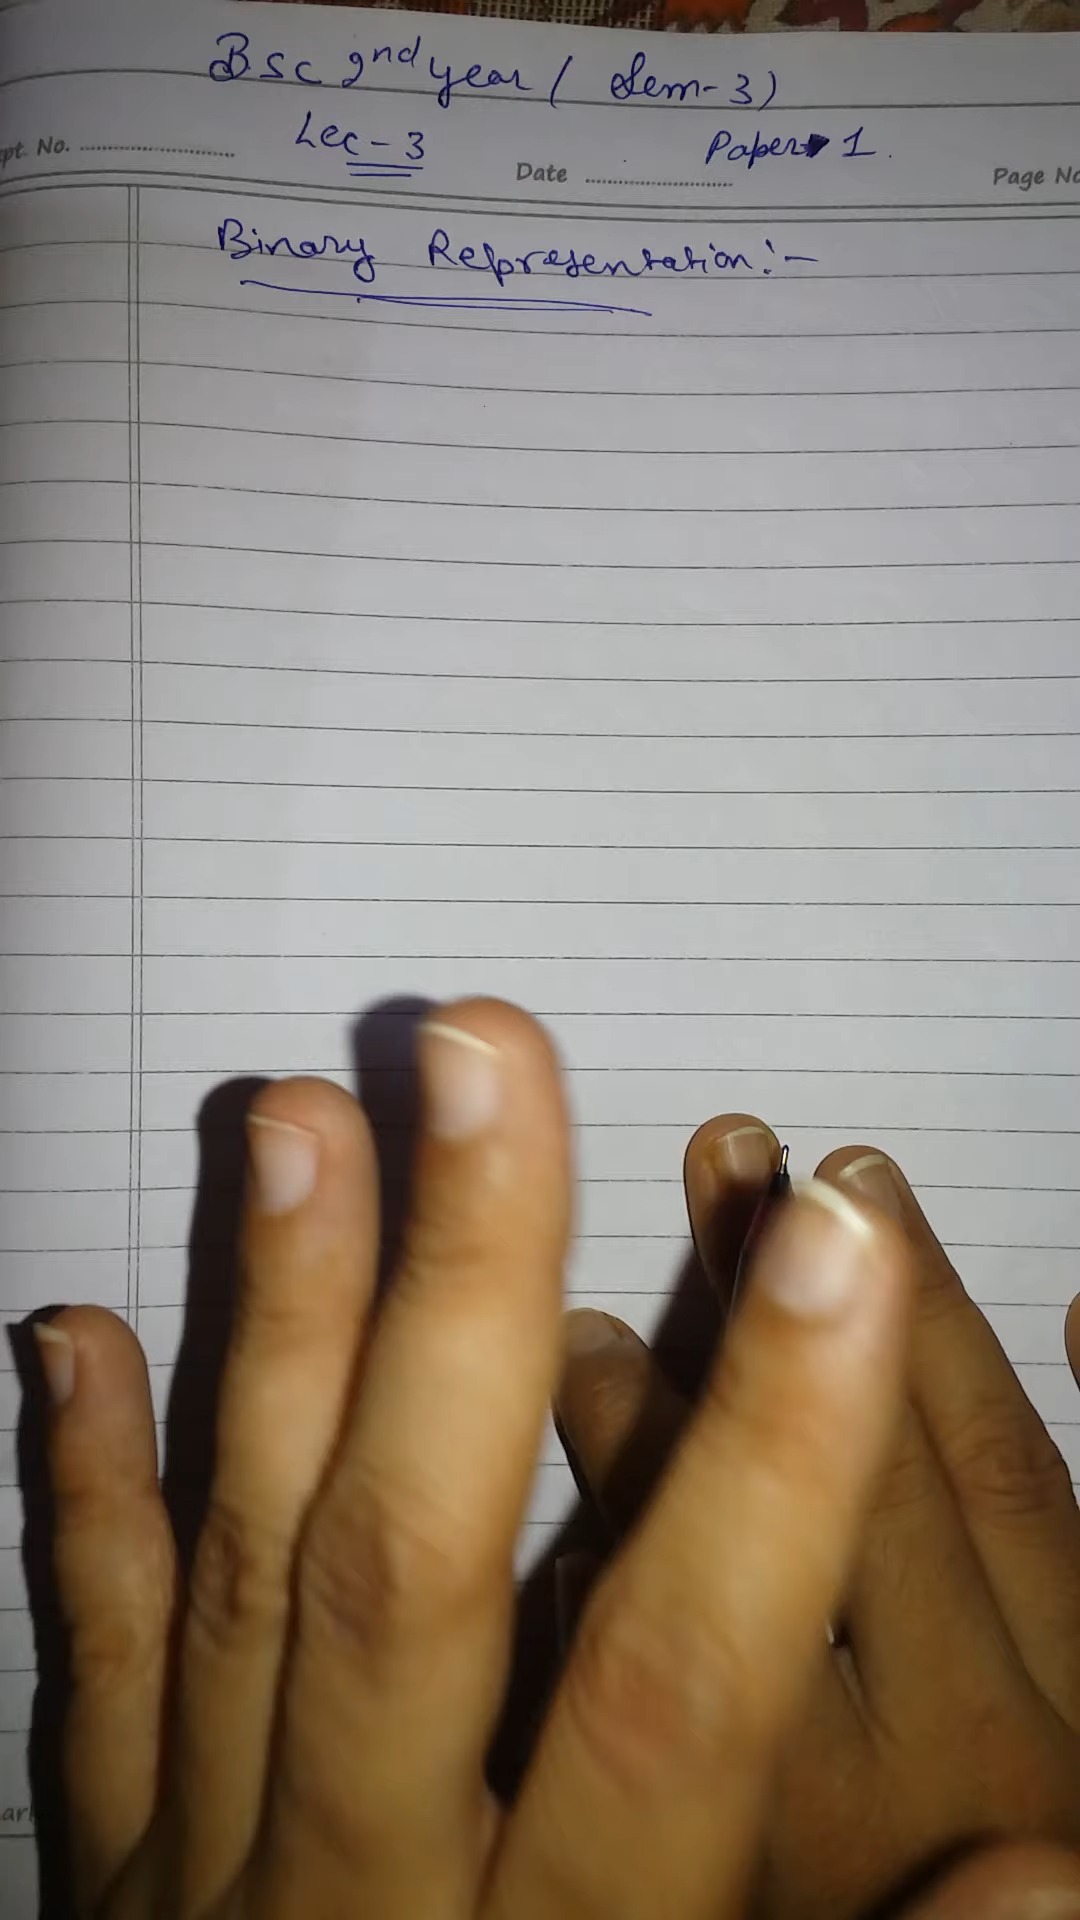 Bsc 2nd year ( Sem-3)
Lec-3
Paper 1.
pt. No. ........................
Date ........................
Page No
Binary Representation:-